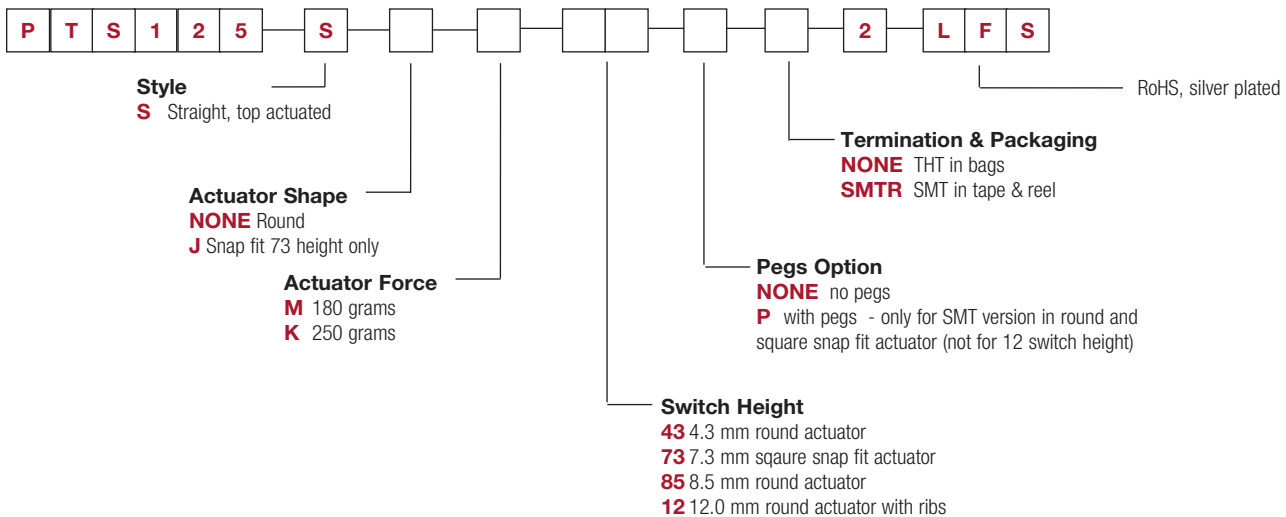 P T S 1 2 5 S 2 L F S
RoHS, silver plated
Style
S Straight, top actuated
Termination & Packaging
NONE THT in bags
SMTR SMT in tape & reel
Actuator Shape
NONE Round
J Snap fit 73 height only
Pegs Option
NONE no pegs
P with pegs - only for SMT version in round and
square snap fit actuator (not for 12 switch height)
Actuator Force
M 180 grams
K 250 grams
Switch Height
43 4.3 mm round actuator
73 7.3 mm sqaure snap fit actuator
85 8.5 mm round actuator
12 12.0 mm round actuator with ribs